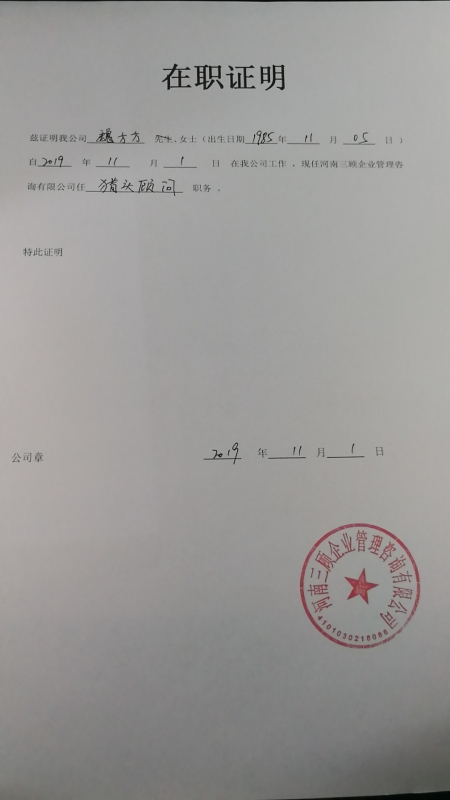 在职证明
兹证明我公司 魏方方 先生、女士（出生日期 1985 年 11 月 05 日）
自 2019 年 11 月 1 日 在我公司工作，现任河南三顾企业管理咨
询有限公司任 猎头顾问 职务。
特此证明
公司章 2019 年 11 月 1 日
河南三顾企业管理咨询有限公司
4101030218088